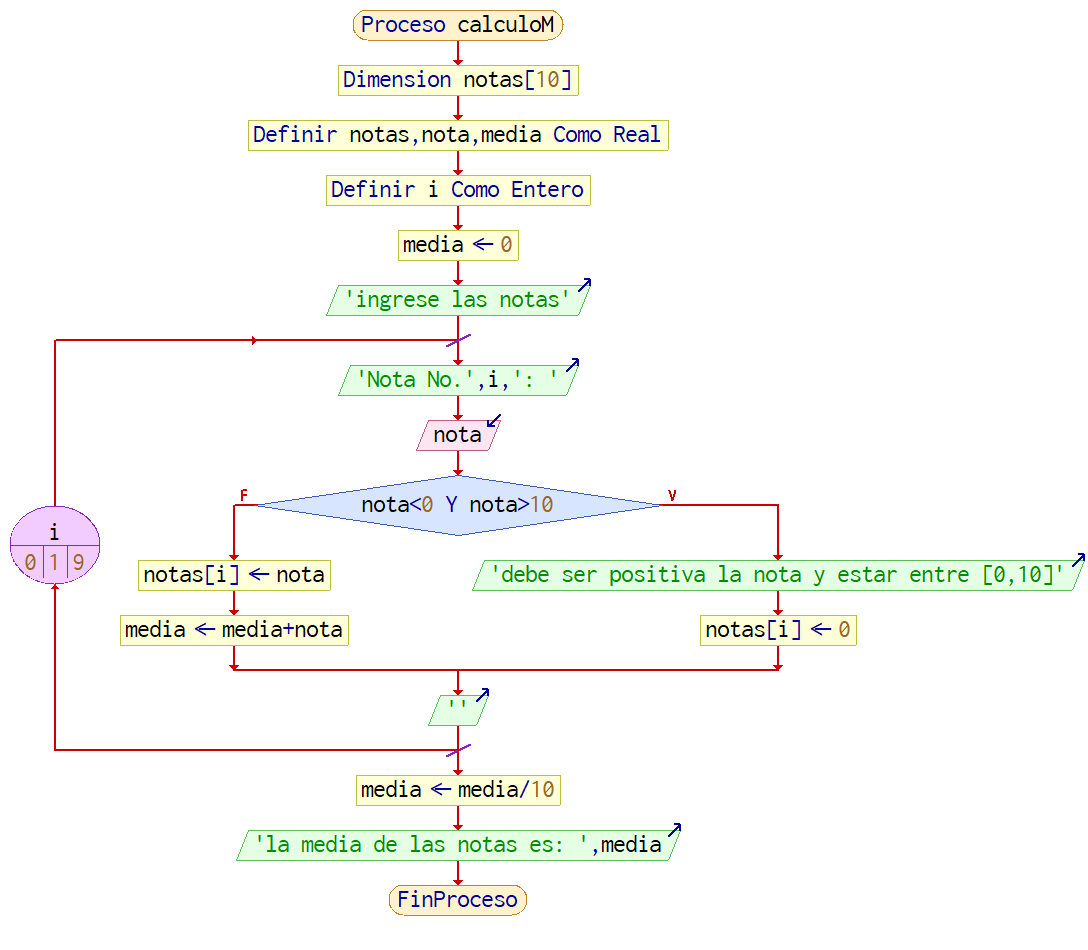 Proceso calculoM
Dimension notas[10]
Definir notas,nota,media Como Real
Definir i Como Entero
media ← 0
'ingrese las notas'
'Nota No.',i,': '
nota
F
nota<0 Y nota>10
V
i
0 1 9
notas[i] ← nota
'debe ser positiva la nota y estar entre [0,10]'
media ← media+nota
notas[i] ← 0
''
media ← media/10
'la media de las notas es: ',media
FinProceso